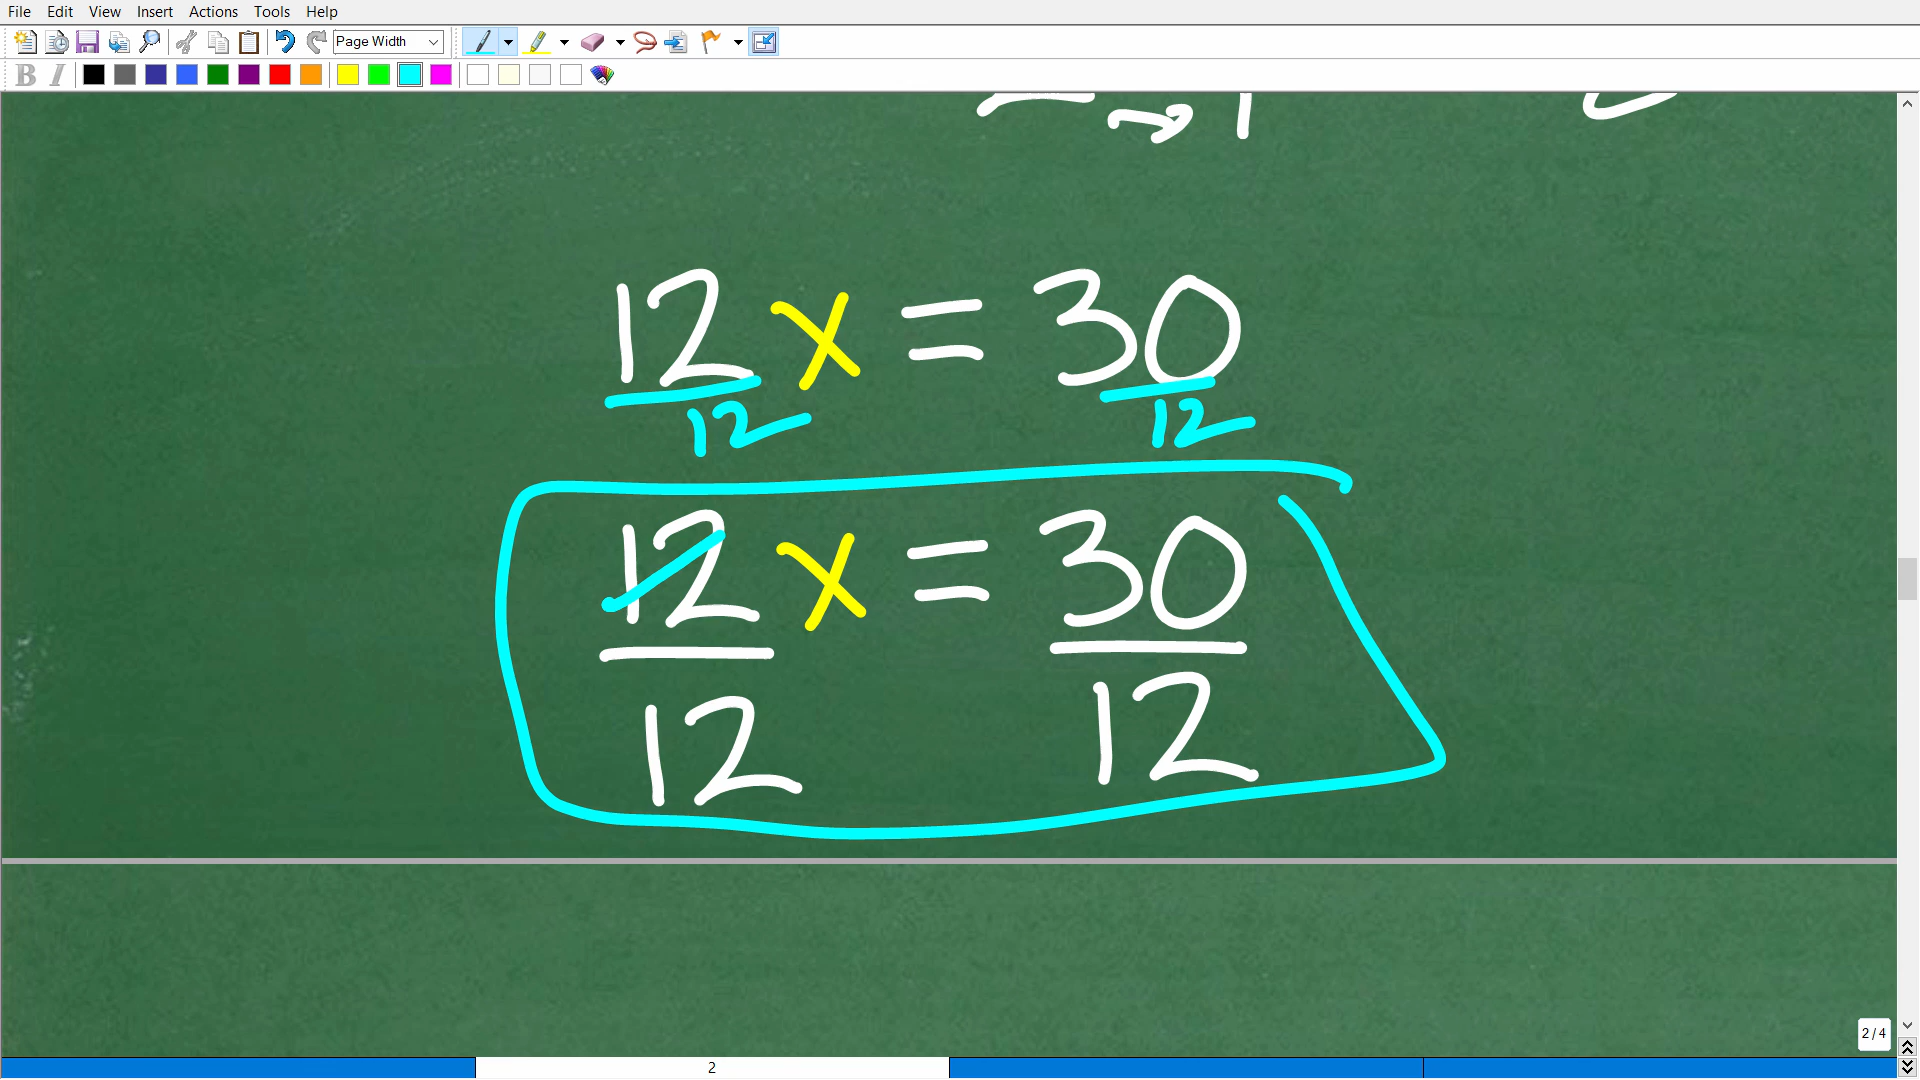 File Edit View Insert Actions Tools Help
Page Width
B I
12x = 30
12 12
12x = 30
12 12
2 / 4
2